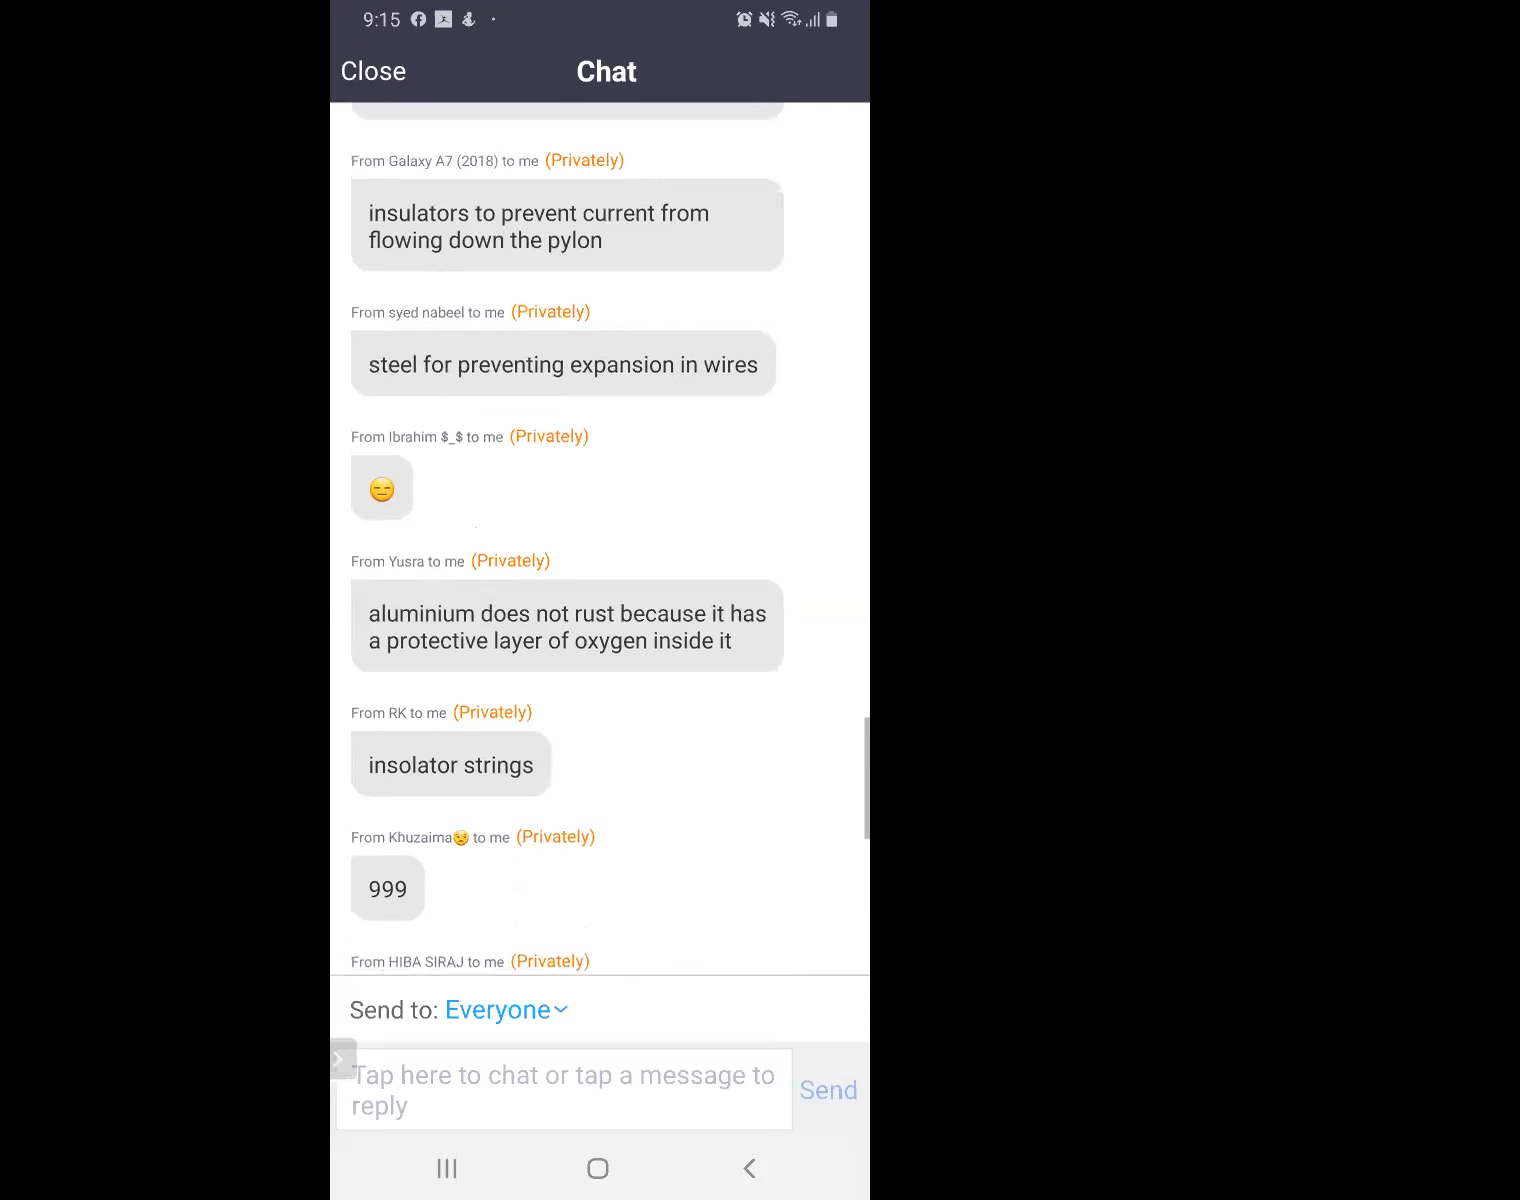 9:15
Close
Chat
From Galaxy A7 (2018) to me (Privately)
insulators to prevent current from
flowing down the pylon
From syed nabeel to me (Privately)
steel for preventing expansion in wires
From Ibrahim $_$ to me (Privately)
😑
From Yusra to me (Privately)
aluminium does not rust because it has
a protective layer of oxygen inside it
From RK to me (Privately)
insolator strings
From Khuzaima😒 to me (Privately)
999
From HIBA SIRAJ to me (Privately)
Send to: Everyone
Tap here to chat or tap a message to
reply
Send